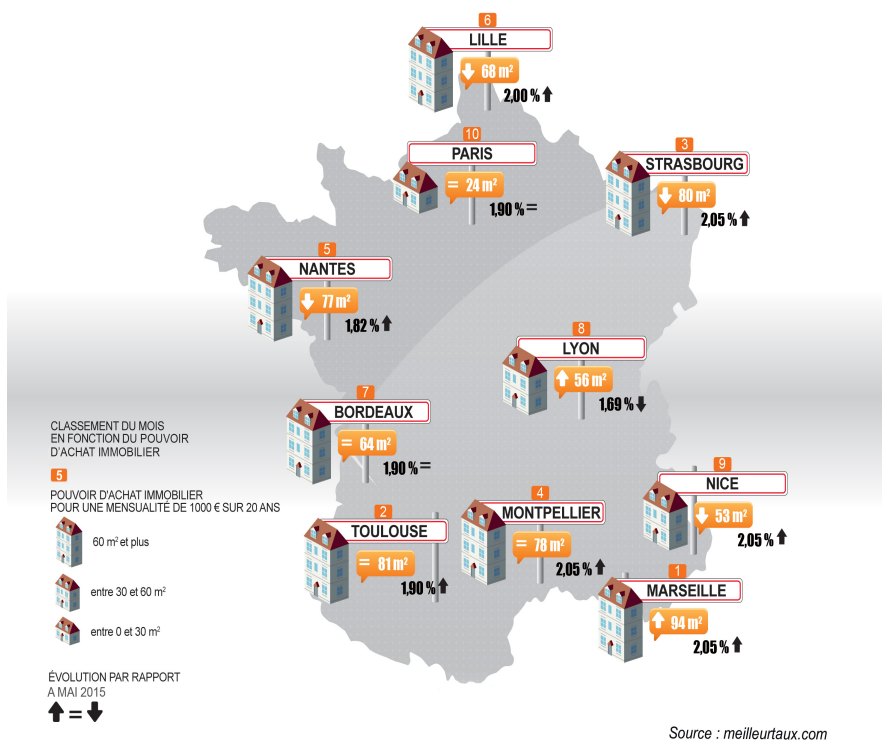 6
LILLE
68 m²
2,00 %
10
PARIS
= 24 m²
1,90 % =
3
STRASBOURG
80 m²
2,05 %
5
NANTES
77 m²
1,82 %
8
LYON
56 m²
1,69 %
7
BORDEAUX
= 64 m²
1,90 % =
CLASSEMENT DU MOIS
EN FONCTION DU POUVOIR
D'ACHAT IMMOBILIER
5
POUVOIR D'ACHAT IMMOBILIER
POUR UNE MENSUALITÉ DE 1000 € SUR 20 ANS
60 m² et plus
entre 30 et 60 m²
entre 0 et 30 m²
ÉVOLUTION PAR RAPPORT
A MAI 2015
=
9
NICE
53 m²
2,05 %
4
MONTPELLIER
= 78 m²
2,05 %
2
TOULOUSE
= 81 m²
1,90 %
1
MARSEILLE
94 m²
2,05 %
Source : meilleurtaux.com